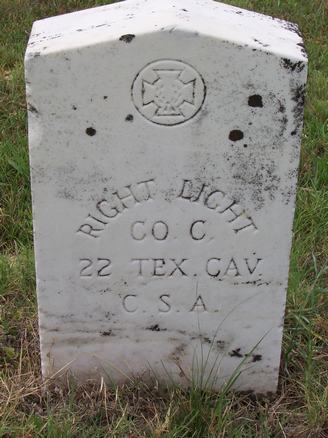 RIGHT LIGHT
CO. C.
22 TEX. CAV.
C. S. A.